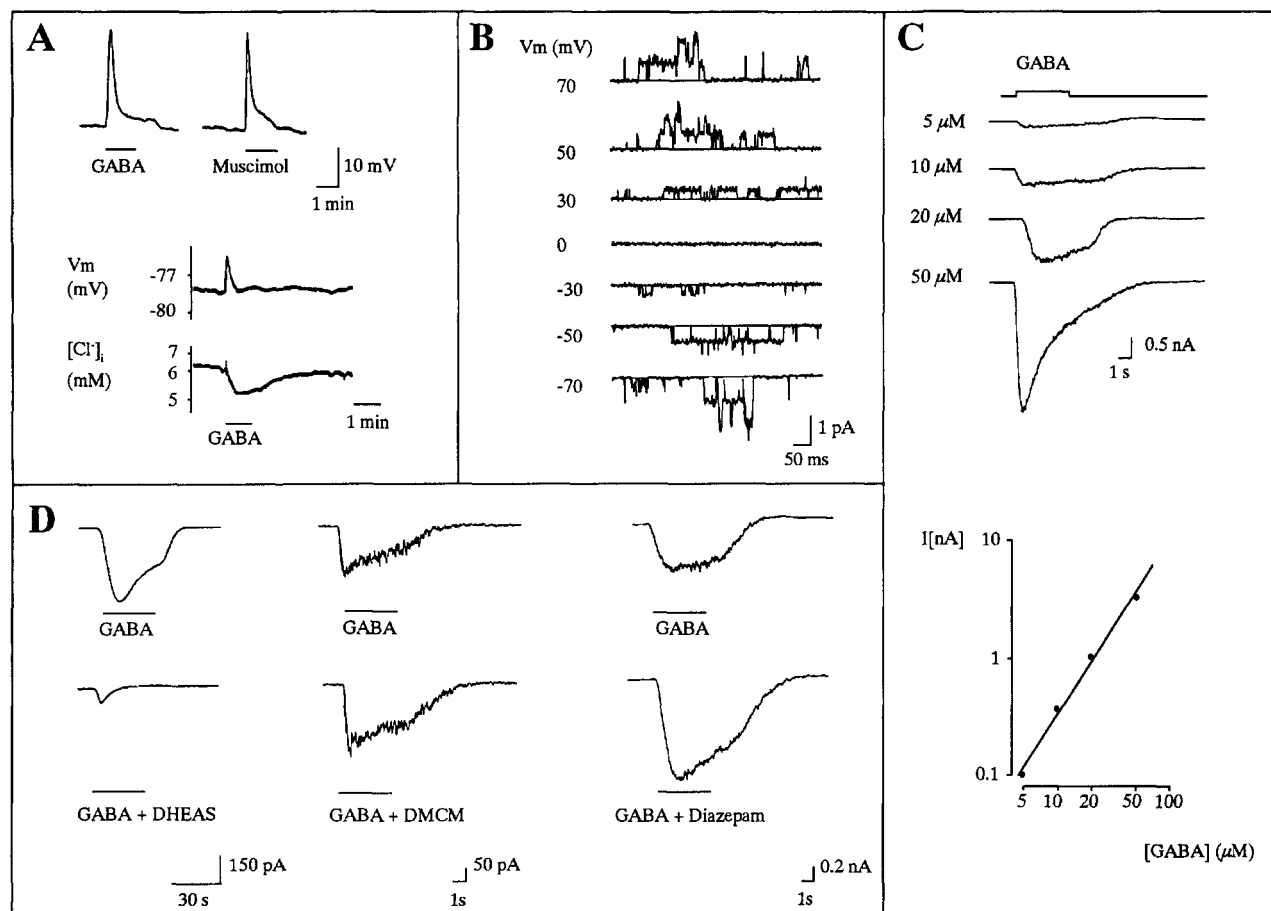 A
GABA
Muscimol
10 mV
1 min
Vm
(mV)
-77
-80
[Cl-]i
(mM)
7
6
5
GABA
1 min
B
Vm (mV)
70
50
30
0
-30
-50
-70
1 pA
50 ms
C
GABA
5 μM
10 μM
20 μM
50 μM
0.5 nA
1 s
I[nA]
10
1
0.1
5 10 20 50 100
[GABA] (μM)
D
GABA
GABA
GABA
GABA + DHEAS
GABA + DMCM
GABA + Diazepam
150 pA
30 s
50 pA
1s
0.2 nA
1s